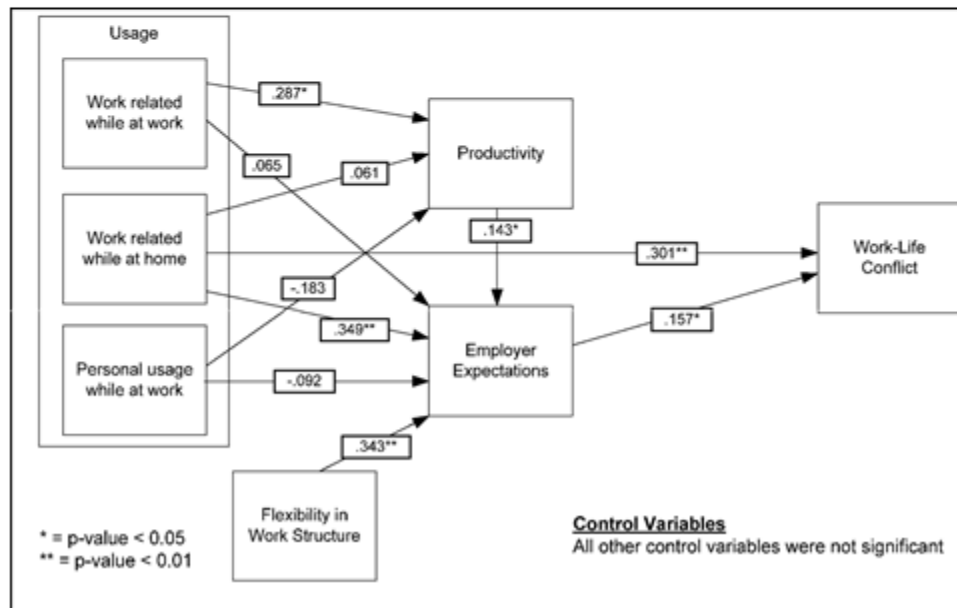 Usage
Work related
while at work
.287*
.065
Productivity
.061
Work related
while at home
.143*
.301**
Work-Life
Conflict
-.183
.349**
.157*
Employer
Expectations
Personal usage
while at work
-.092
.343**
Flexibility in
Work Structure
* = p-value < 0.05
** = p-value < 0.01
Control Variables
All other control variables were not significant